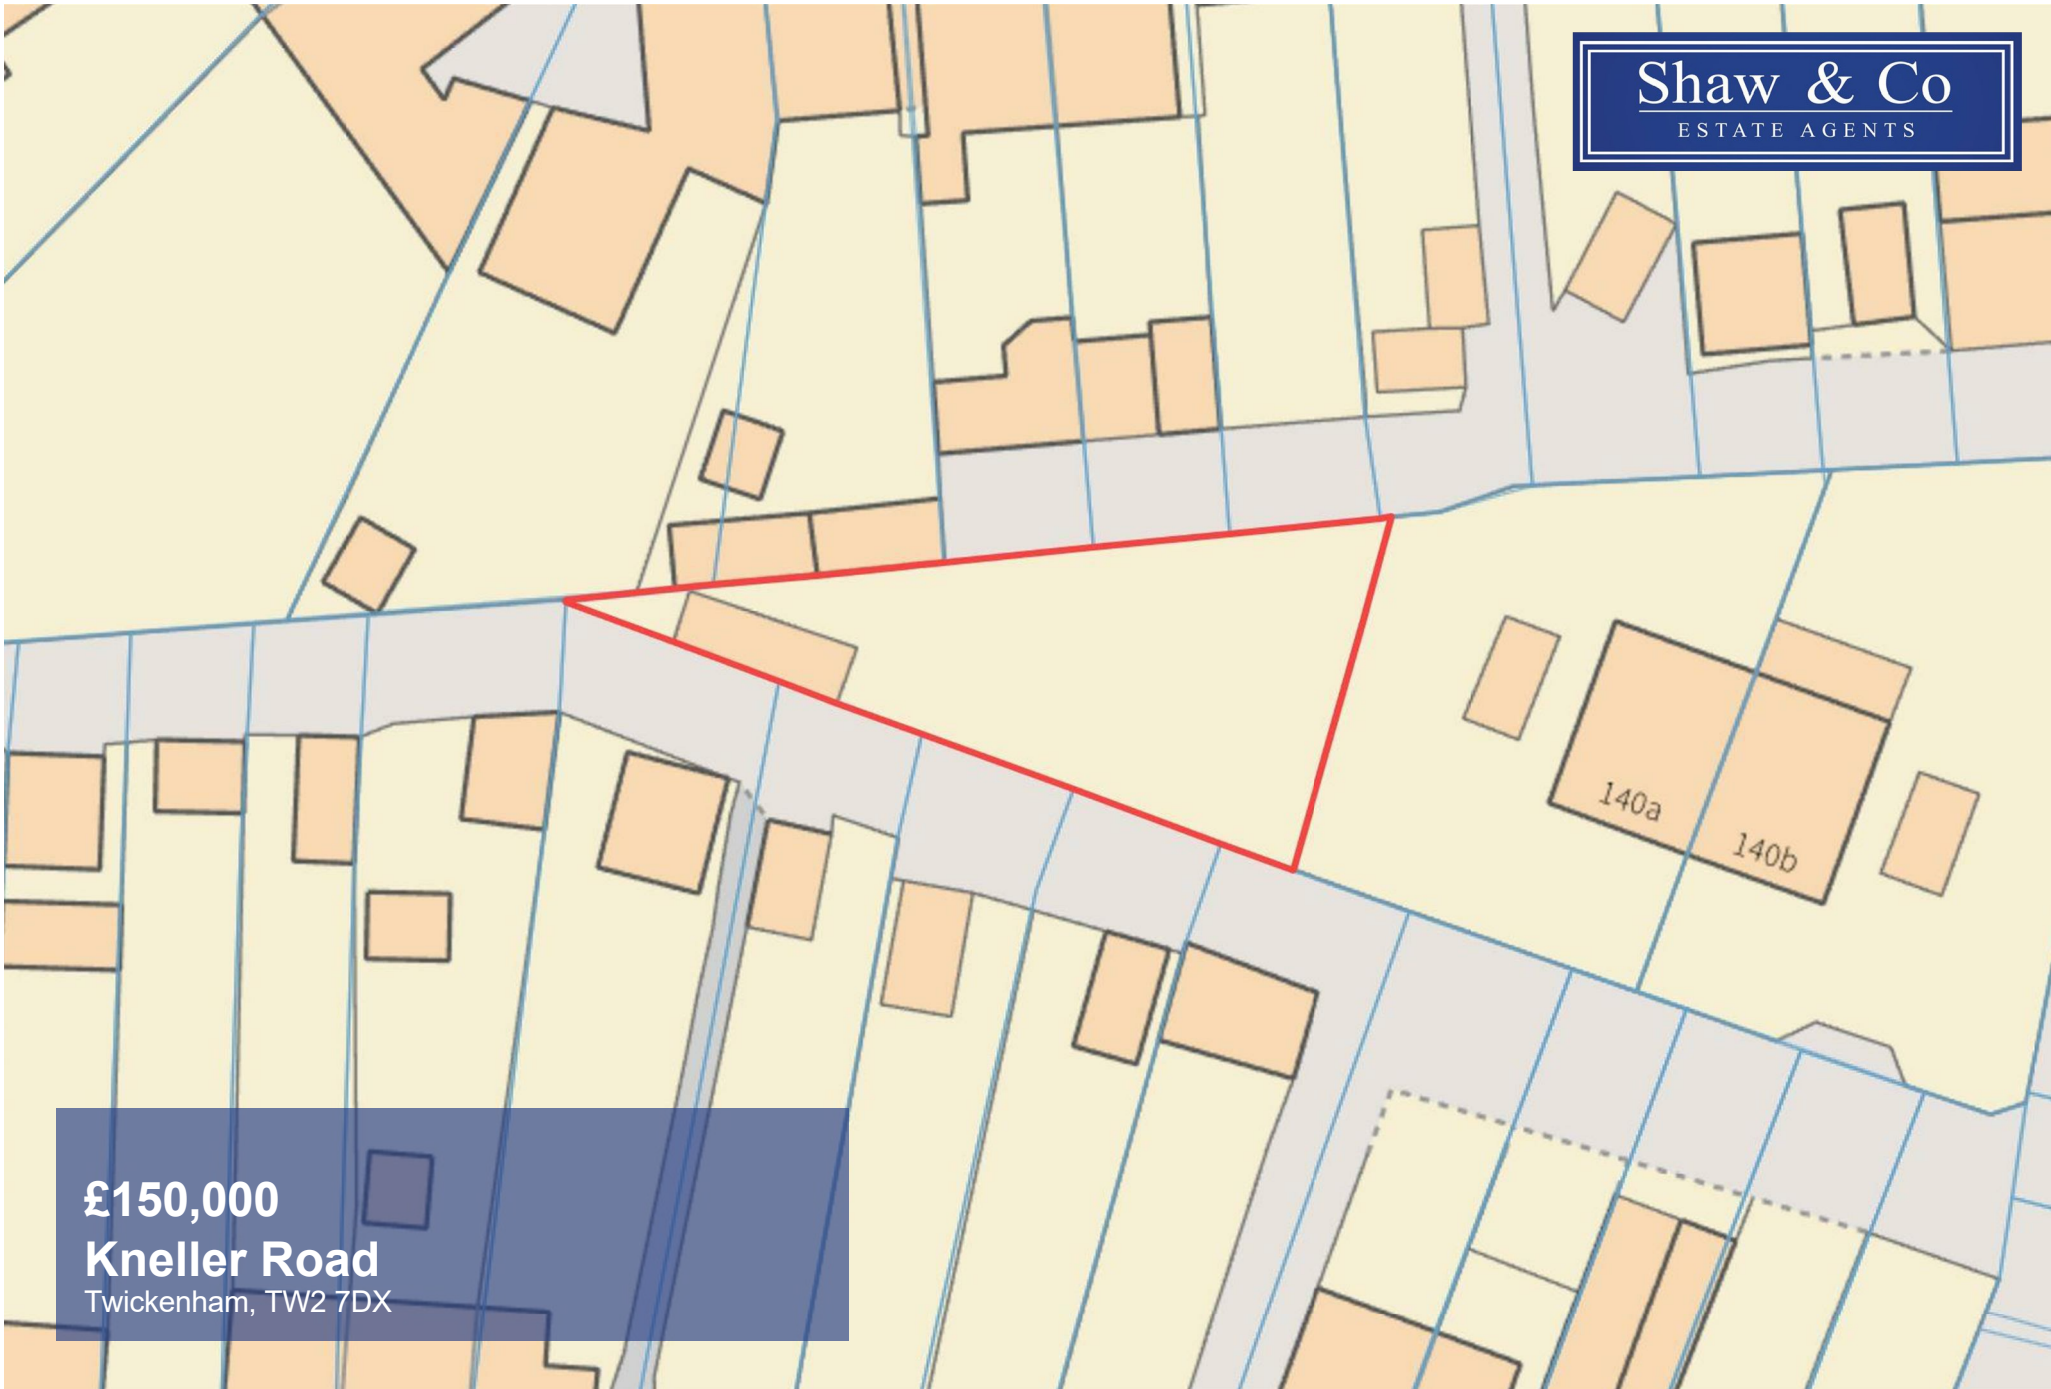 Shaw & Co
ESTATE AGENTS
140a
140b
£150,000
Kneller Road
Twickenham, TW2 7DX